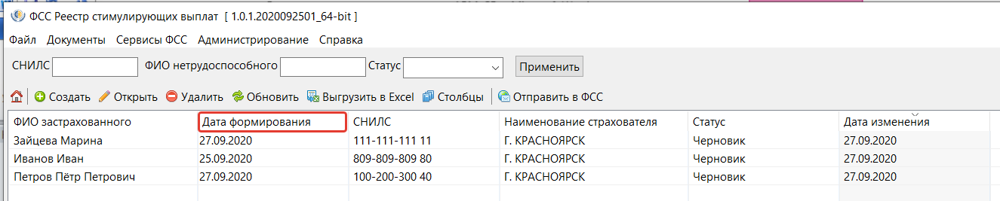 ФСС Реестр стимулирующих выплат [ 1.0.1.2020092501_64-bit ]
Файл Документы Сервисы ФСС Администрирование Справка
СНИЛС ФИО нетрудоспособного Статус Применить
Создать Открыть Удалить Обновить Выгрузить в Excel Столбцы Отправить в ФСС
ФИО застрахованного Дата формирования СНИЛС Наименование страхователя Статус Дата изменения
Зайцева Марина 27.09.2020 111-111-111 11 Г. КРАСНОЯРСК Черновик 27.09.2020
Иванов Иван 25.09.2020 809-809-809 80 Г. КРАСНОЯРСК Черновик 27.09.2020
Петров Пётр Петрович 27.09.2020 100-200-300 40 Г. КРАСНОЯРСК Черновик 27.09.2020